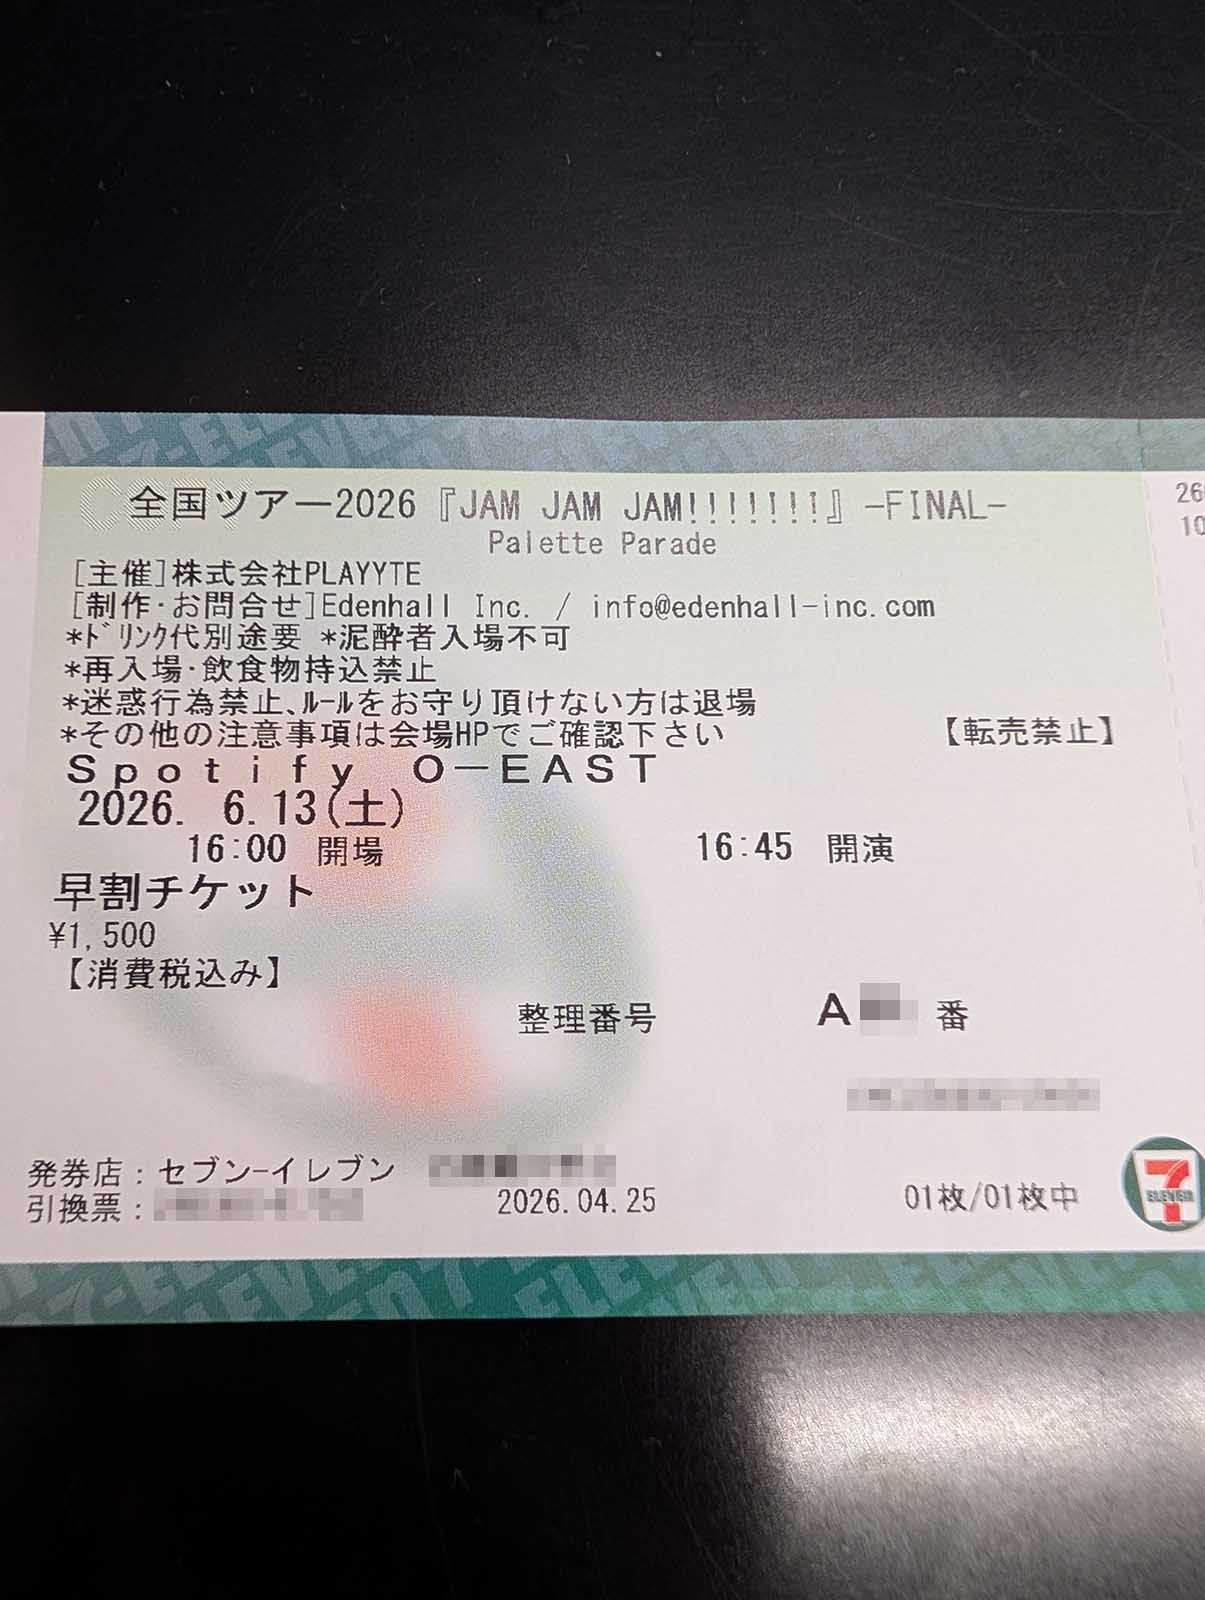 全国ツアー2026『JAM JAM JAM!!!!!!!』-FINAL-
Palette Parade
[主催]株式会社PLAYYTE
[制作･お問合せ]Edenhall Inc. / info@edenhall-inc.com
*ﾄﾞﾘﾝｸ代別途要 *泥酔者入場不可
*再入場･飲食物持込禁止
*迷惑行為禁止､ﾙｰﾙをお守り頂けない方は退場
*その他の注意事項は会場HPでご確認下さい 【転売禁止】
Ｓｐｏｔｉｆｙ　Ｏ－ＥＡＳＴ
2026. 6.13(土)
16:00 開場 16:45 開演
早割チケット
¥1,500
【消費税込み】
整理番号 A 番
発券店：セブン-イレブン
引換票： 2026.04.25 01枚/01枚中
7
ELEVEN